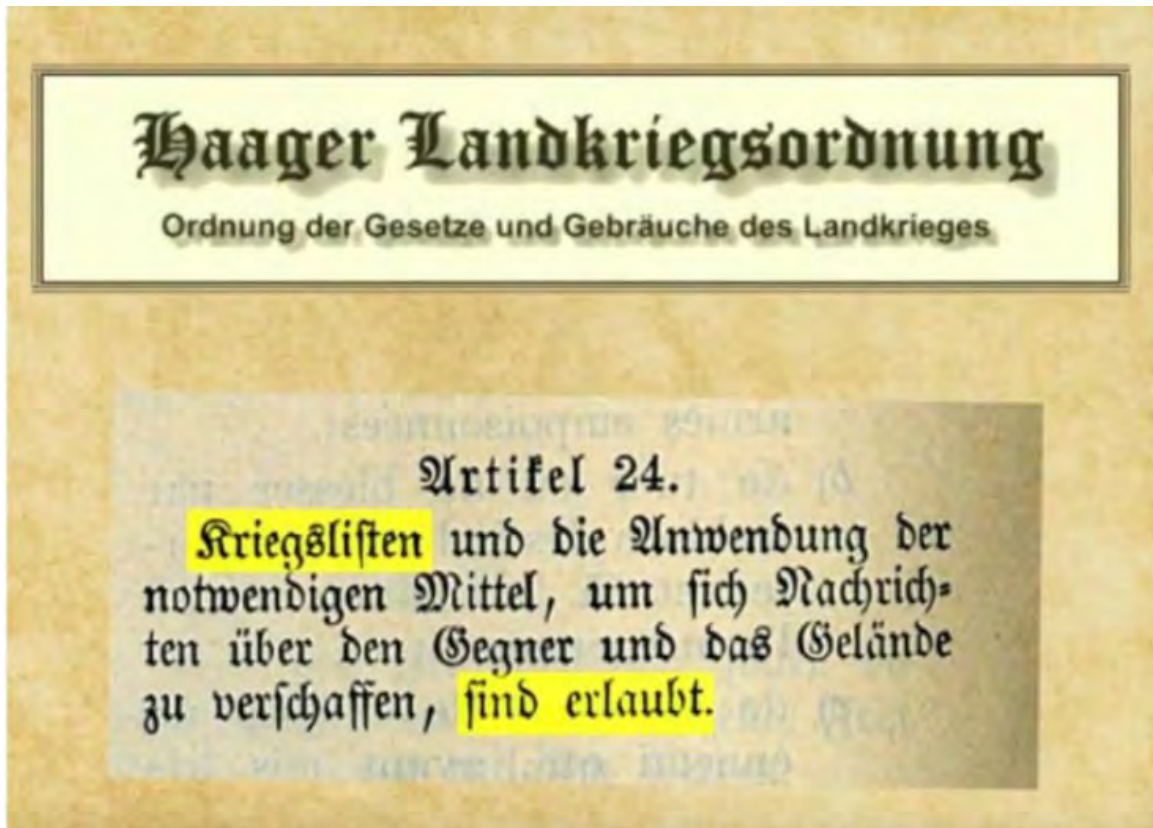 Haager Landkriegsordnung
Ordnung der Gesetze und Gebräuche des Landkrieges
Artikel 24.
Kriegsliſten und die Anwendung der
notwendigen Mittel, um ſich Nachrich-
ten über den Gegner und das Gelände
zu verſchaffen, ſind erlaubt.